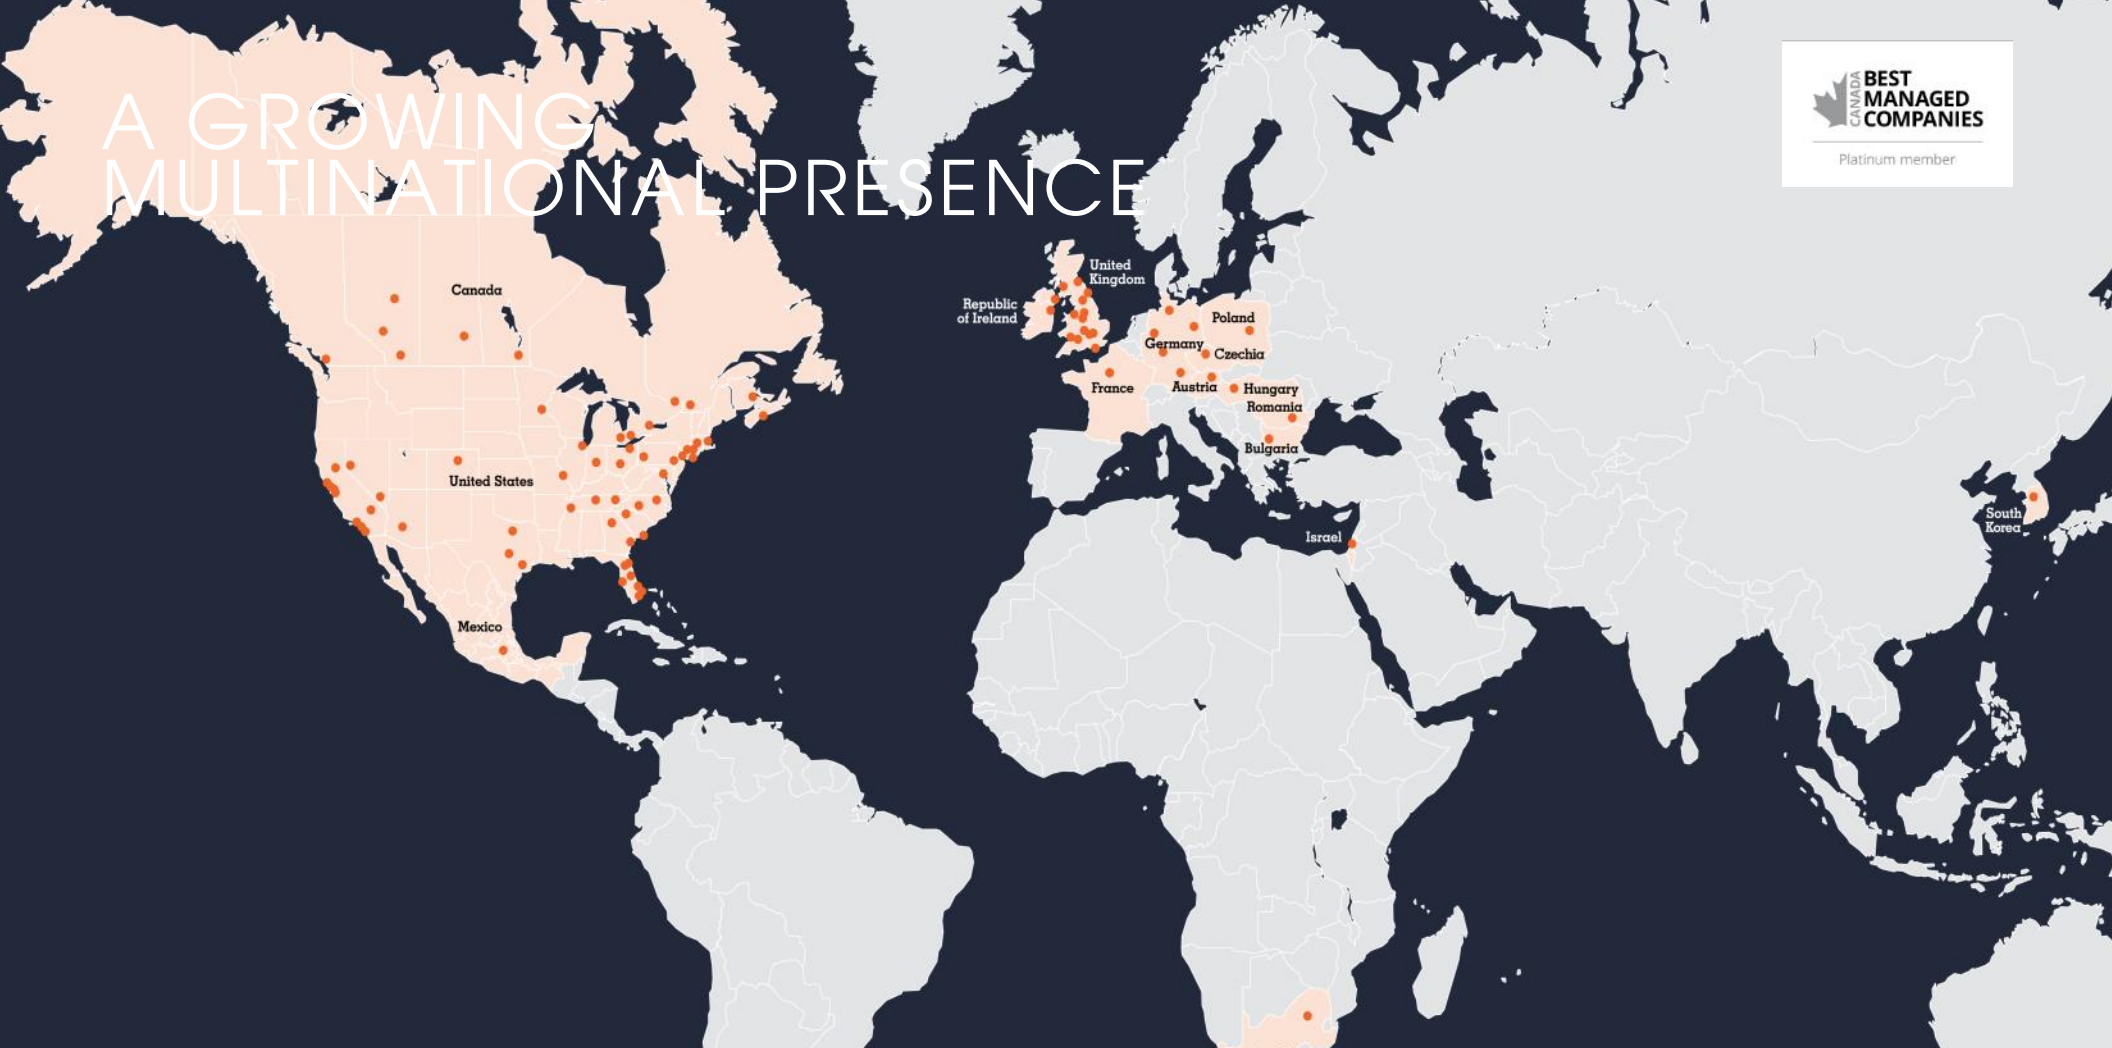 A GROWING
MULTINATIONAL PRESENCE
CANADA
BEST
MANAGED
COMPANIES
Platinum member
Canada
United States
Mexico
United
Kingdom
Republic
of Ireland
Poland
Germany
Czechia
France
Austria
Hungary
Romania
Bulgaria
Israel
South
Korea